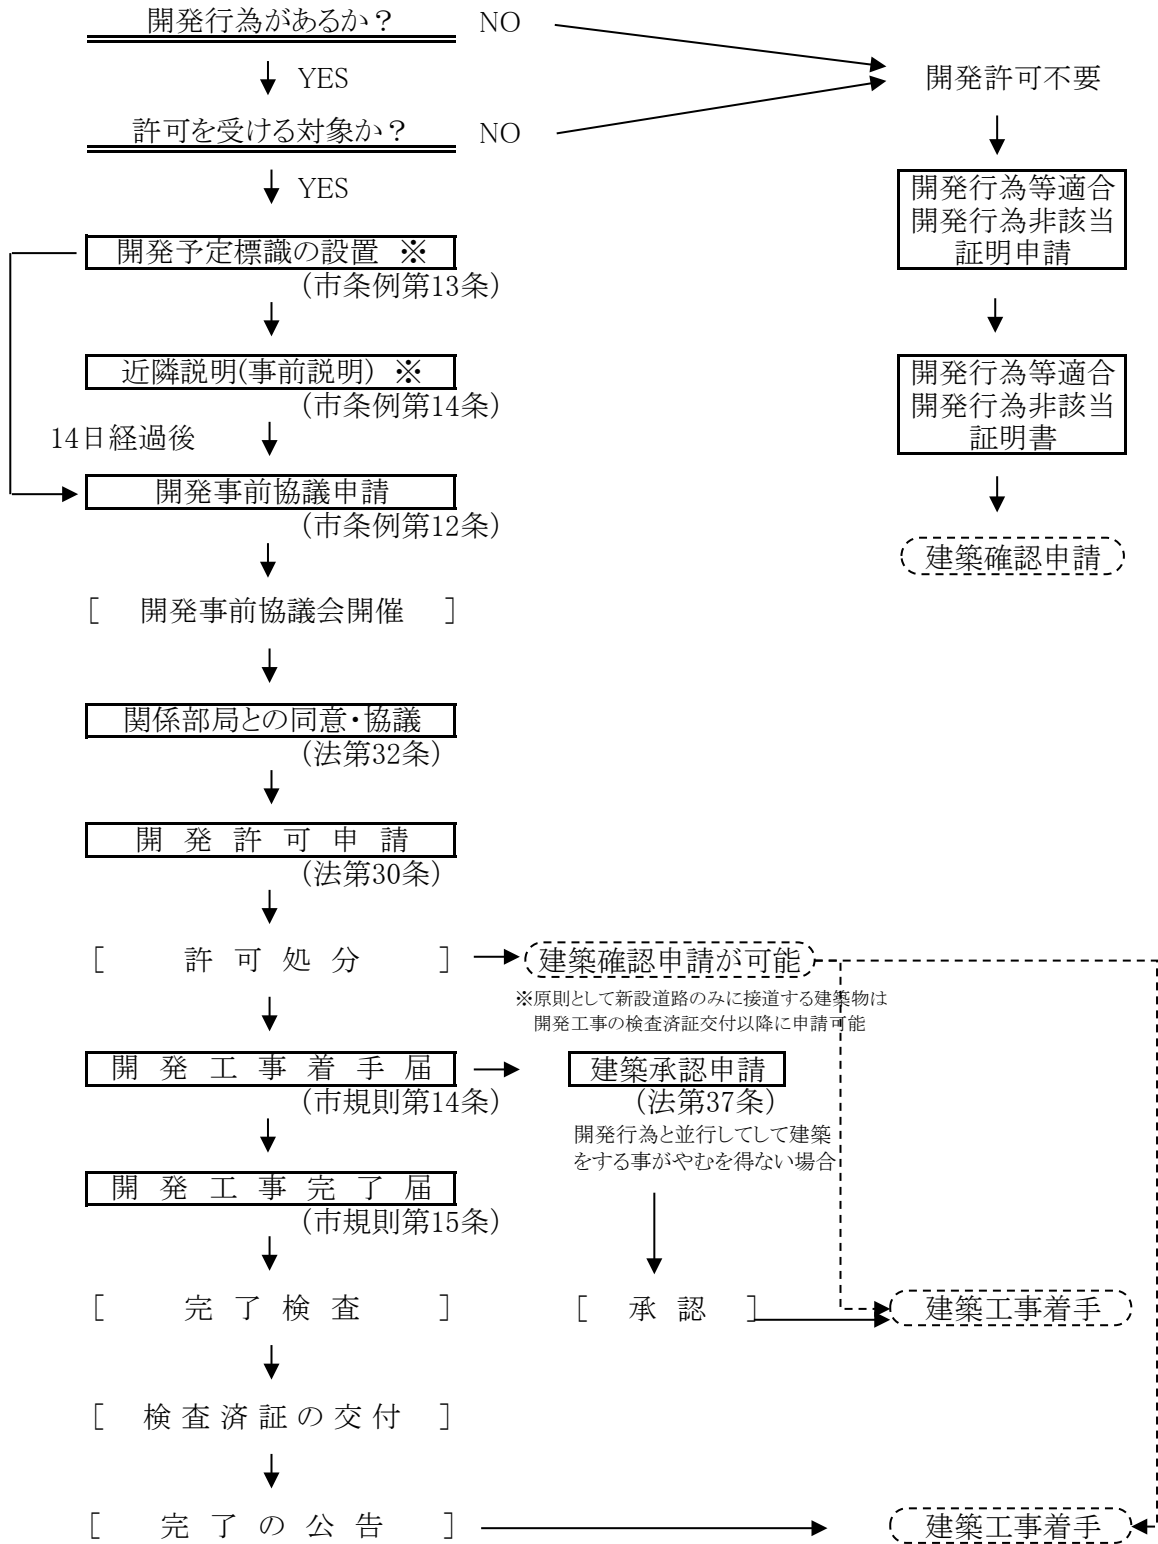 開発行為があるか？ NO
YES
開発許可不要
許可を受ける対象か？ NO
YES
開発行為等適合
開発行為非該当
証明申請
開発予定標識の設置 ※
（市条例第13条）
近隣説明(事前説明) ※
（市条例第14条）
開発行為等適合
開発行為非該当
証明書
14日経過後
開発事前協議申請
（市条例第12条）
建築確認申請
［ 開発事前協議会開催 ］
関係部局との同意・協議
（法第32条）
開発許可申請
（法第30条）
［ 許可処分 ］
建築確認申請が可能
※原則として新設道路のみに接道する建築物は
開発工事の検査済証交付以降に申請可能
開発工事着手届
（市規則第14条）
建築承認申請
（法第37条）
開発行為と並行してして建築
をする事がやむを得ない場合
開発工事完了届
（市規則第15条）
［ 完了検査 ］
［ 承認 ］
建築工事着手
［ 検査済証の交付 ］
［ 完了の公告 ］
建築工事着手